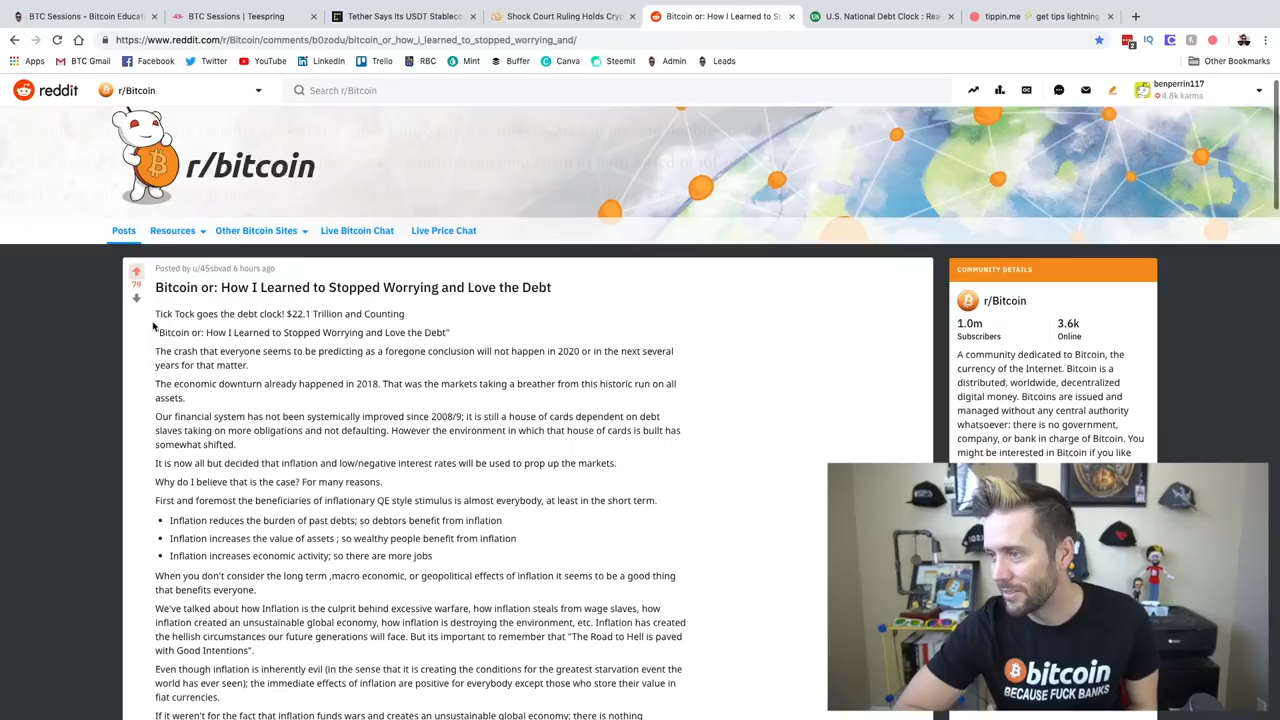 BTC Sessions - Bitcoin Educati
BTC Sessions | Teespring
Tether Says Its USDT Stableco
Shock Court Ruling Holds Cryp
Bitcoin or: How I Learned to St
U.S. National Debt Clock : Rea
tippin.me ⚡ get tips lightning
https://www.reddit.com/r/Bitcoin/comments/b0zodu/bitcoin_or_how_i_learned_to_stopped_worrying_and/
Apps BTC Gmail Facebook Twitter YouTube LinkedIn Trello RBC Mint Buffer Canva Steemit Admin Leads Other Bookmarks
reddit r/Bitcoin Search r/Bitcoin benperrin117
4.8k karma
r/bitcoin
Posts Resources Other Bitcoin Sites Live Bitcoin Chat Live Price Chat
Posted by u/45sbvad 6 hours ago
79
Bitcoin or: How I Learned to Stopped Worrying and Love the Debt
Tick Tock goes the debt clock! $22.1 Trillion and Counting
"Bitcoin or: How I Learned to Stopped Worrying and Love the Debt"
The crash that everyone seems to be predicting as a foregone conclusion will not happen in 2020 or in the next several
years for that matter.
The economic downturn already happened in 2018. That was the markets taking a breather from this historic run on all
assets.
Our financial system has not been systemically improved since 2008/9; it is still a house of cards dependent on debt
slaves taking on more obligations and not defaulting. However the environment in which that house of cards is built has
somewhat shifted.
It is now all but decided that inflation and low/negative interest rates will be used to prop up the markets.
Why do I believe that is the case? For many reasons.
First and foremost the beneficiaries of inflationary QE style stimulus is almost everybody, at least in the short term.
• Inflation reduces the burden of past debts; so debtors benefit from inflation
• Inflation increases the value of assets ; so wealthy people benefit from inflation
• Inflation increases economic activity; so there are more jobs
When you don't consider the long term ,macro economic, or geopolitical effects of inflation it seems to be a good thing
that benefits everyone.
We've talked about how Inflation is the culprit behind excessive warfare, how inflation steals from wage slaves, how
inflation created an unsustainable global economy, how inflation is destroying the environment, etc. Inflation has created
the hellish circumstances our future generations will face. But its important to remember that "The Road to Hell is paved
with Good Intentions".
Even though inflation is inherently evil (in the sense that it is creating the conditions for the greatest starvation event the
world has ever seen); the immediate effects of inflation are positive for everybody except those who store their value in
fiat currencies.
If it weren't for the fact that inflation funds wars and creates an unsustainable global economy; there is nothing
COMMUNITY DETAILS
r/Bitcoin
1.0m 3.6k
Subscribers Online
A community dedicated to Bitcoin, the
currency of the Internet. Bitcoin is a
distributed, worldwide, decentralized
digital money. Bitcoins are issued and
managed without any central authority
whatsoever: there is no government,
company, or bank in charge of Bitcoin. You
might be interested in Bitcoin if you like
bitcoin
BECAUSE FUCK BANKS